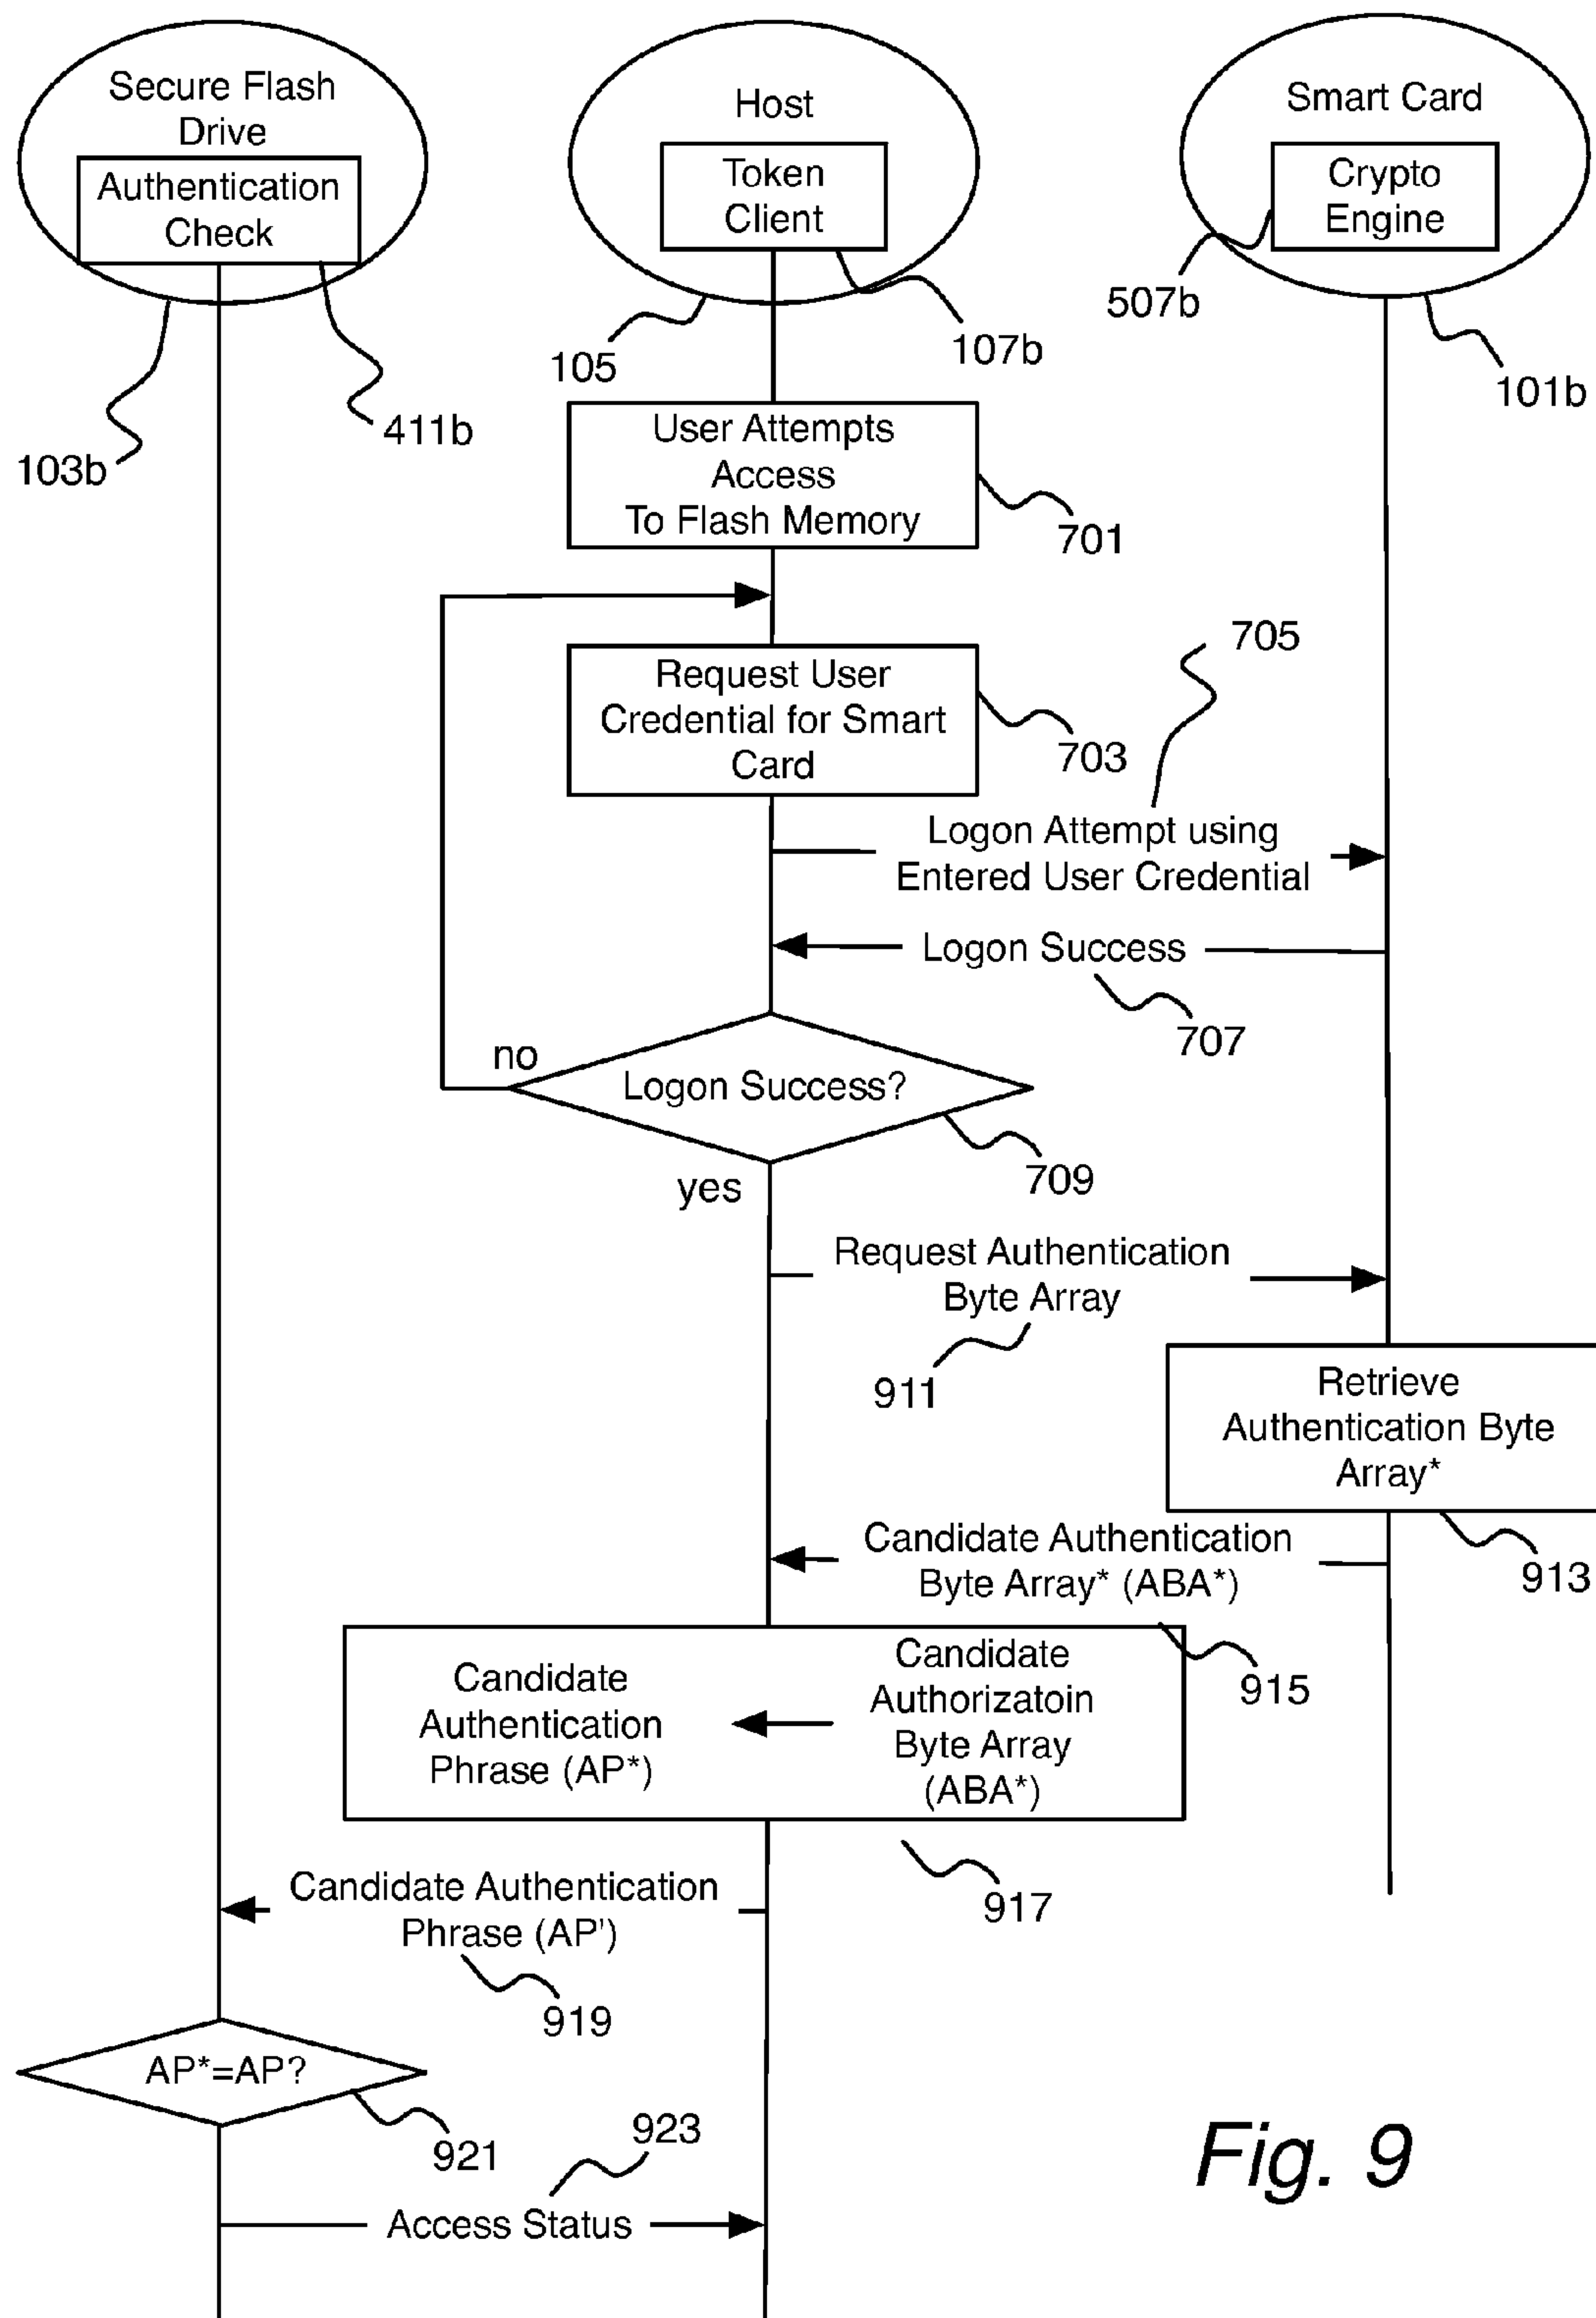 Secure Flash
Drive
Authentication
Check
Host
Token
Client
Smart Card
Crypto
Engine
507b
105
107b
101b
411b
103b
User Attempts
Access
To Flash Memory
701
705
Request User
Credential for Smart
Card
703
Logon Attempt using
Entered User Credential
Logon Success
707
no
Logon Success?
709
yes
Request Authentication
Byte Array
911
Retrieve
Authentication Byte
Array*
913
Candidate Authentication
Byte Array* (ABA*)
915
Candidate
Authentication
Phrase (AP*)
Candidate
Authorizatoin
Byte Array
(ABA*)
917
Candidate Authentication
Phrase (AP')
919
AP*=AP?
921
923
Access Status
Fig. 9